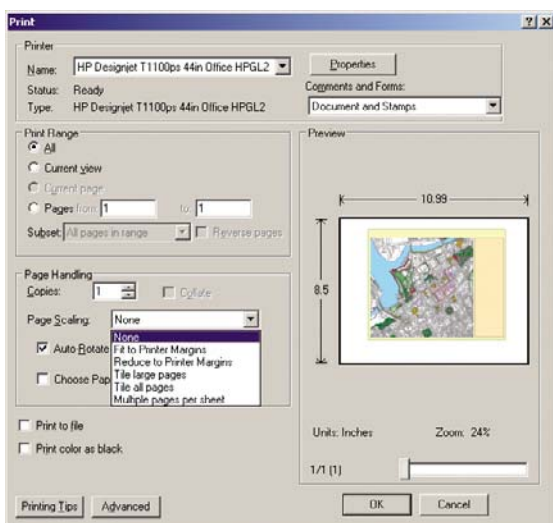 Print
Printer
Name: HP Designjet T1100ps 44in Office HPGL2 Properties
Status: Ready Comments and Forms:
Type: HP Designjet T1100ps 44in Office HPGL2 Document and Stamps
Print Range Preview
All
Current view
Current page
Pages from: 1 to: 1
Subset: All pages in range Reverse pages
10.99
8.5
Page Handling
Copies: 1 Collate
Page Scaling: None
None
Auto Rotate Fit to Printer Margins
Reduce to Printer Margins
Tile large pages
Choose Pap Tile all pages
Multiple pages per sheet
Print to file
Print color as black
Units: Inches Zoom: 24%
1/1 (1)
Printing Tips Advanced OK Cancel